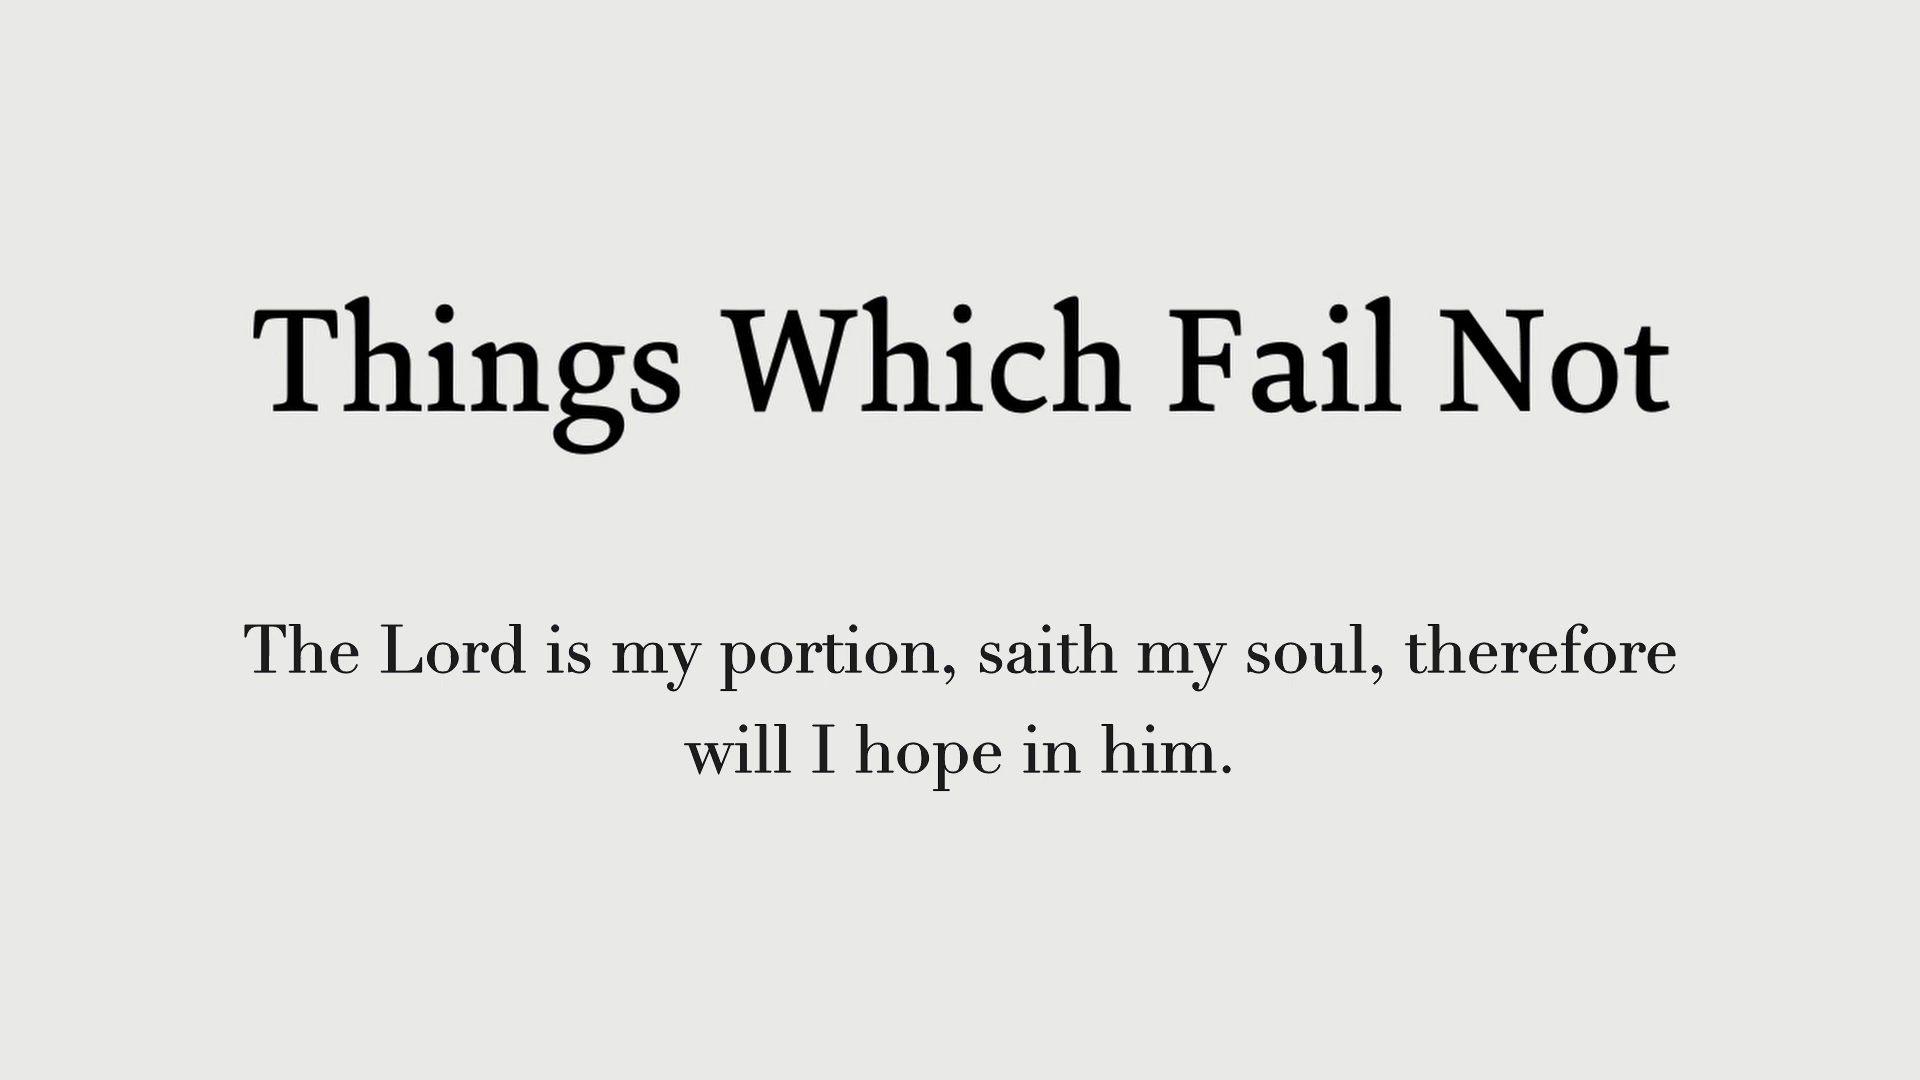 Things Which Fail Not
The Lord is my portion, saith my soul, therefore
will I hope in him.